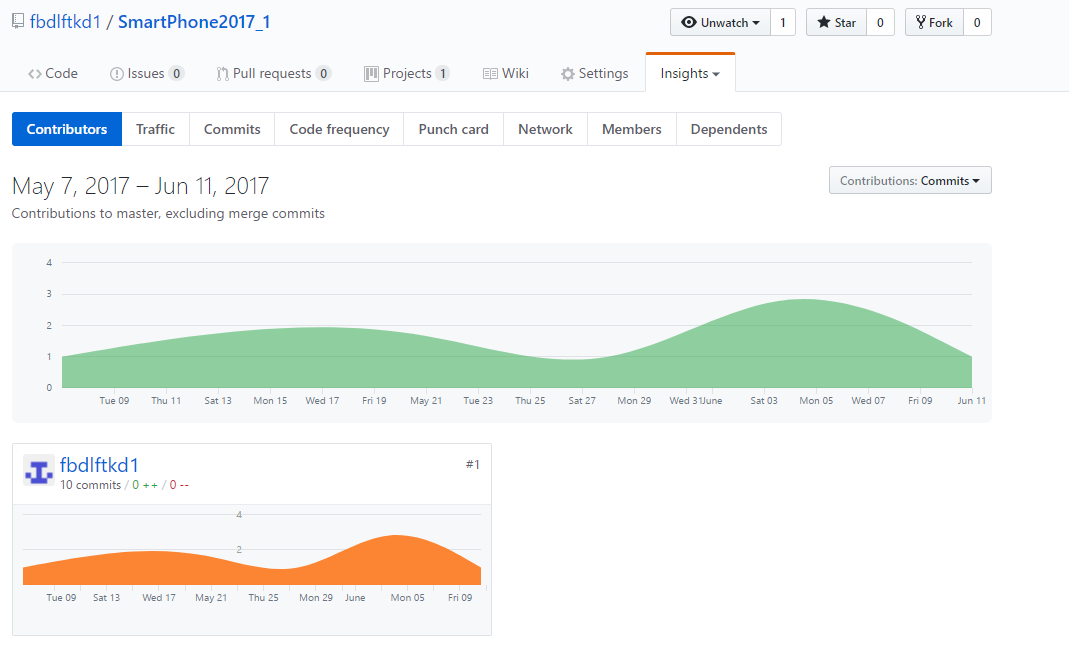 fbdlftkd1 / SmartPhone2017_1
Unwatch 1 Star 0 Fork 0
Code Issues 0 Pull requests 0 Projects 1 Wiki Settings Insights
Contributors Traffic Commits Code frequency Punch card Network Members Dependents
May 7, 2017 – Jun 11, 2017
Contributions: Commits
Contributions to master, excluding merge commits
4
3
2
1
0
Tue 09 Thu 11 Sat 13 Mon 15 Wed 17 Fri 19 May 21 Tue 23 Thu 25 Sat 27 Mon 29 Wed 31 June Sat 03 Mon 05 Wed 07 Fri 09 Jun 11
fbdlftkd1 #1
10 commits / 0 ++ / 0 --
4
2
Tue 09 Sat 13 Wed 17 May 21 Thu 25 Mon 29 June Mon 05 Fri 09